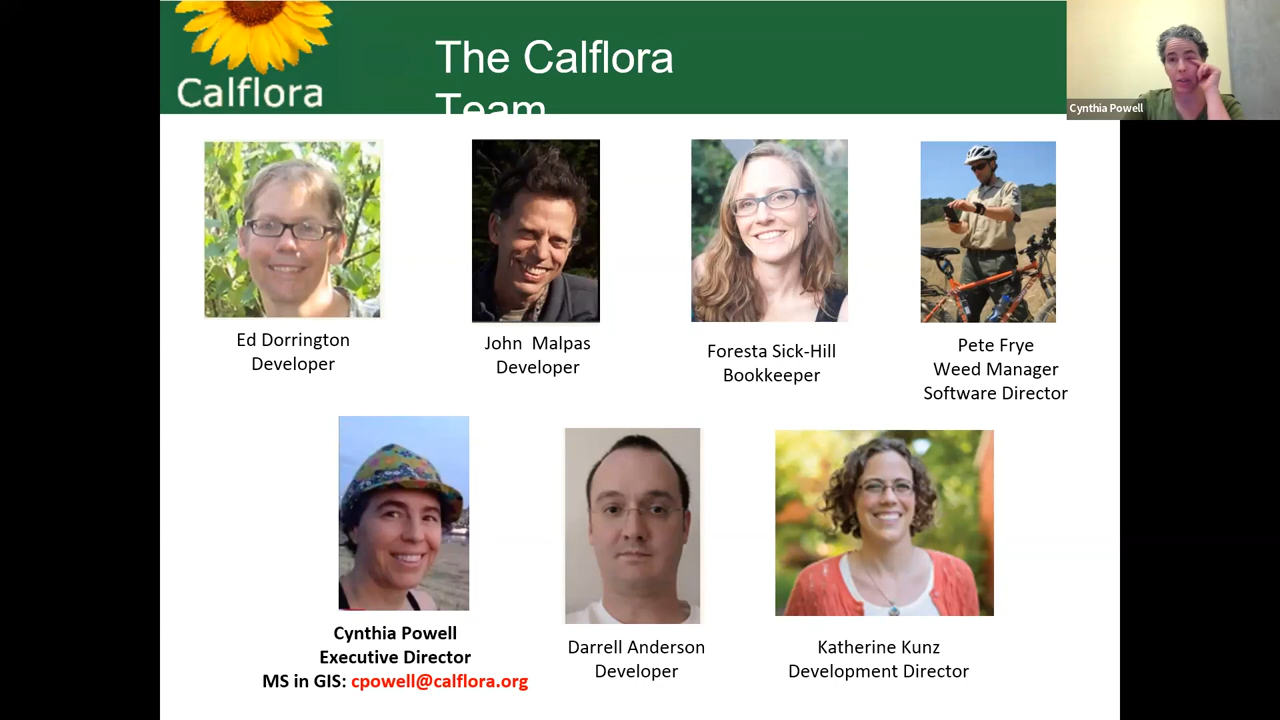 Calflora
The Calflora
Team
Cynthia Powell
Ed Dorrington
Developer
John Malpas
Developer
Foresta Sick-Hill
Bookkeeper
Pete Frye
Weed Manager
Software Director
Cynthia Powell
Executive Director
MS in GIS: cpowell@calflora.org
Darrell Anderson
Developer
Katherine Kunz
Development Director